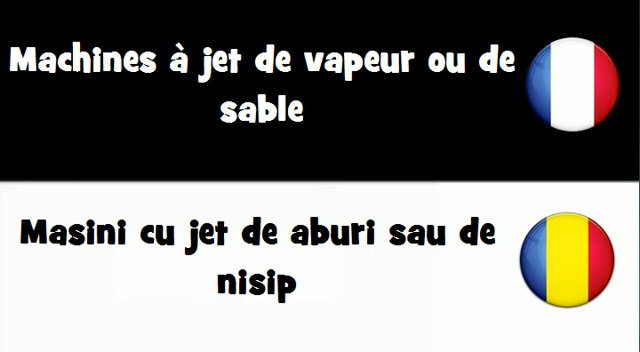 Machines à jet de vapeur ou de
sable
Masini cu jet de aburi sau de
nisip